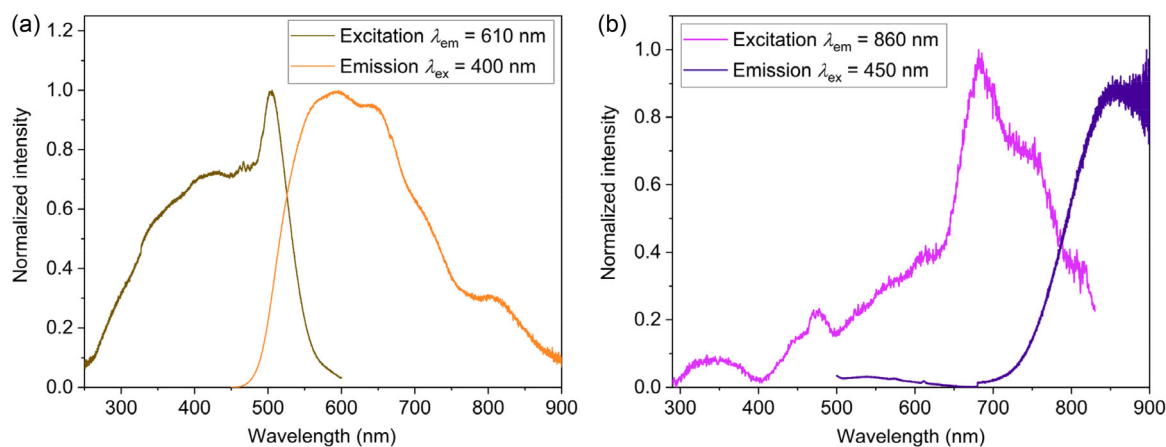 (a)
Excitation λem = 610 nm
Emission λex = 400 nm
1.2
1.0
0.8
0.6
0.4
0.2
0.0
Normalized intensity
300 400 500 600 700 800 900
Wavelength (nm)
(b)
Excitation λem = 860 nm
Emission λex = 450 nm
1.0
0.8
0.6
0.4
0.2
0.0
Normalized intensity
300 400 500 600 700 800 900
Wavelength (nm)